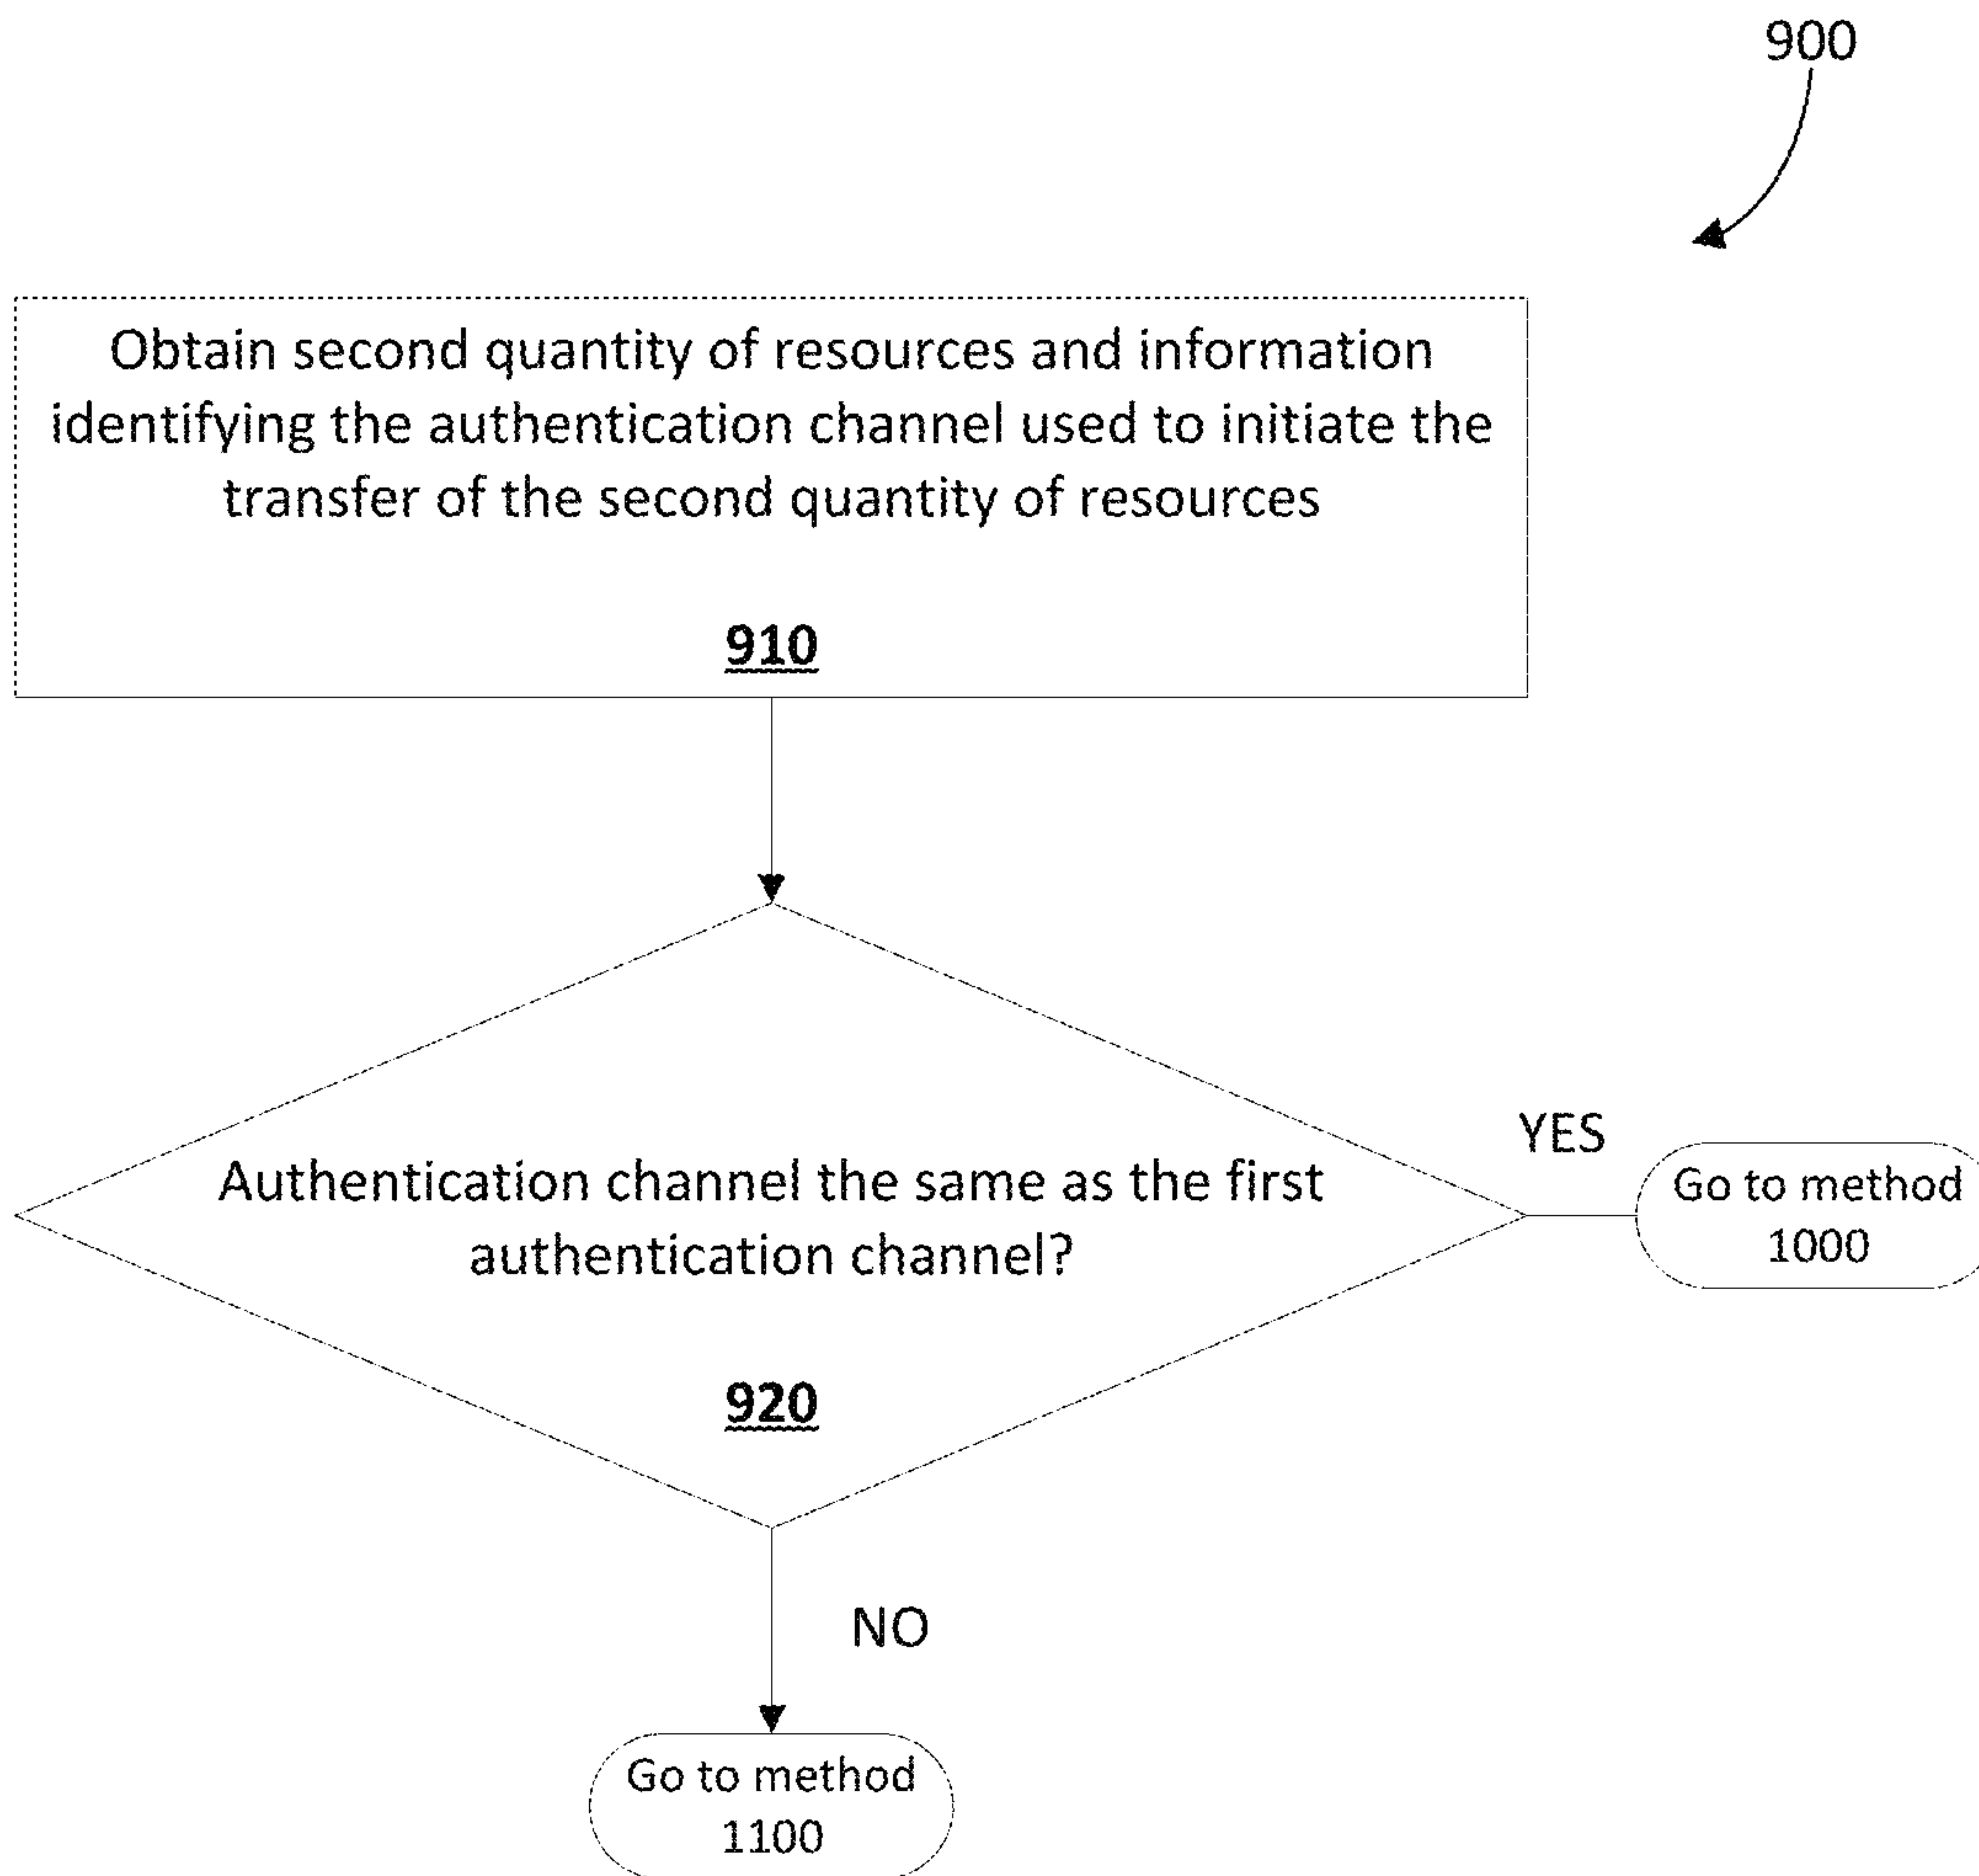 900
Obtain second quantity of resources and information
identifying the authentication channel used to initiate the
transfer of the second quantity of resources
910
Authentication channel the same as the first
authentication channel?
920
YES
Go to method
1000
NO
Go to method
1100